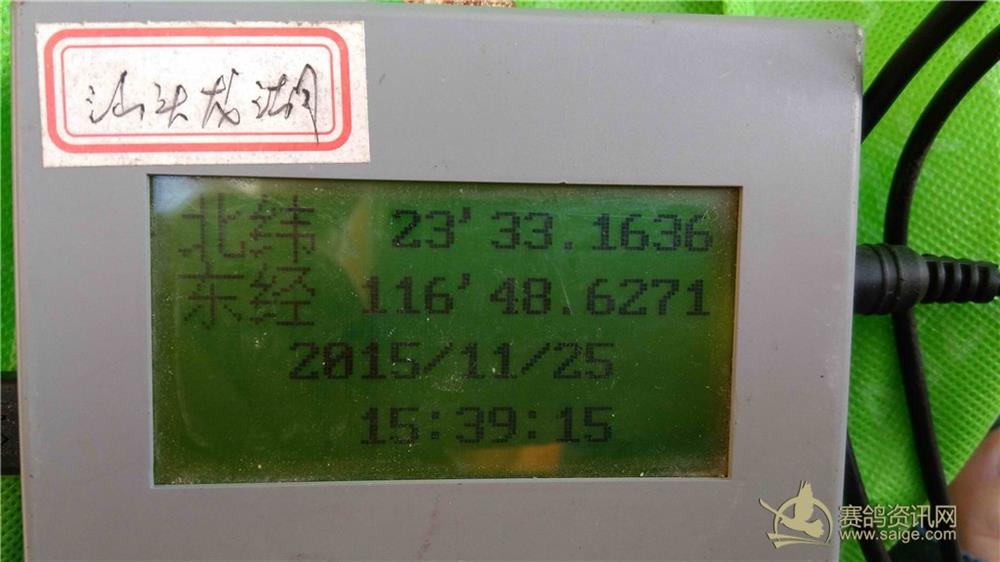 汕头龙湖
北纬 23'33.1636
东经 116'48.6271
2015/11/25
15:39:15
赛鸽资讯网
www.saige.com